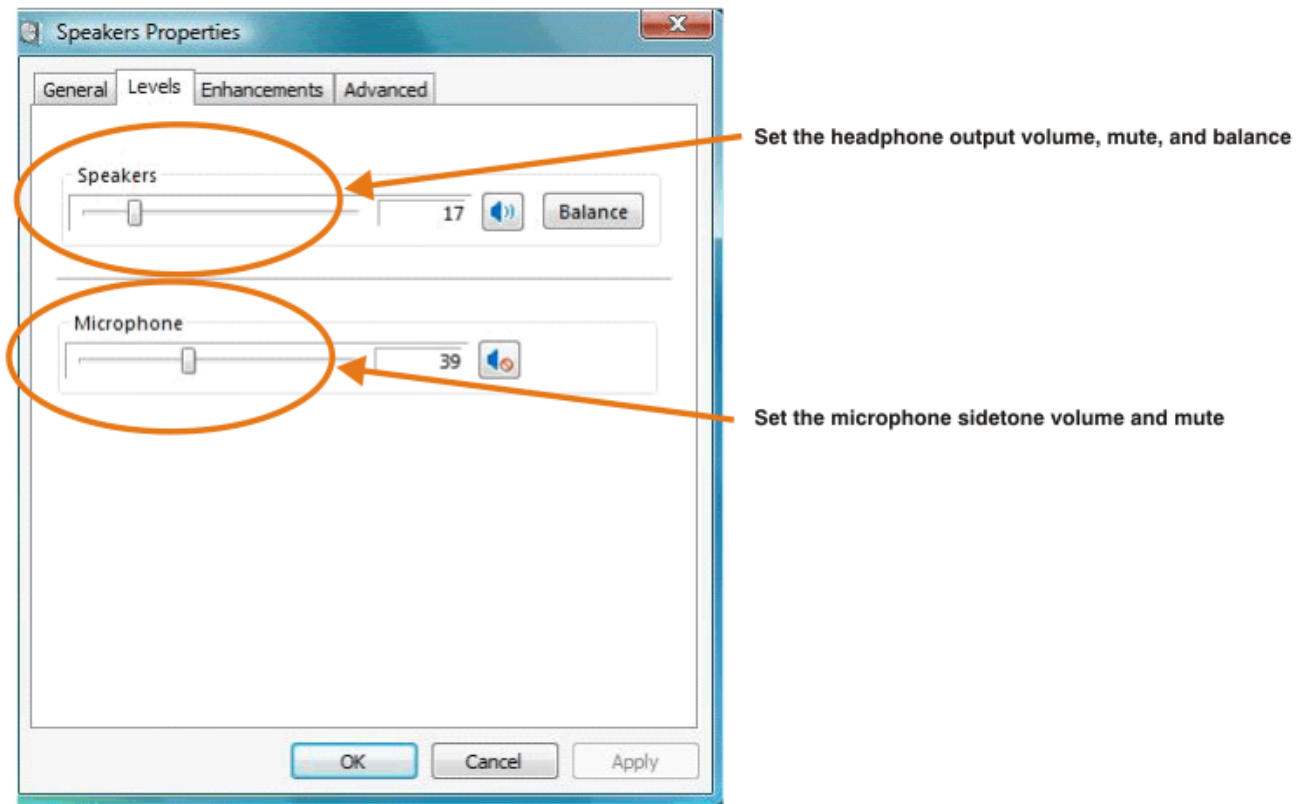 Speakers Properties
General Levels Enhancements Advanced
Set the headphone output volume, mute, and balance
Speakers
17 Balance
Microphone
39
Set the microphone sidetone volume and mute
OK Cancel Apply